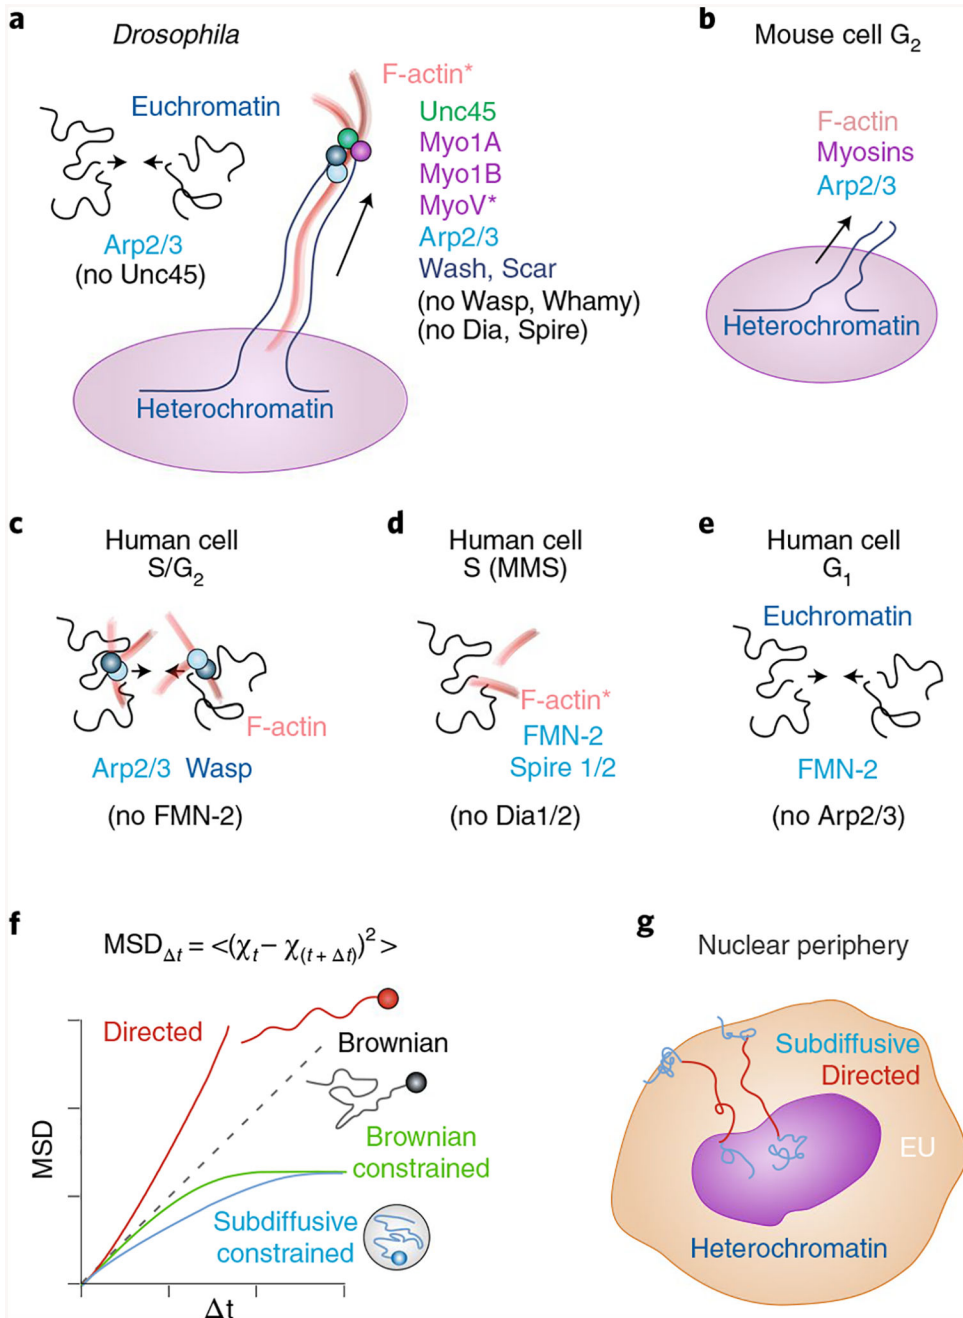 a
Drosophila
Euchromatin
Arp2/3
(no Unc45)
F-actin*
Unc45
Myo1A
Myo1B
MyoV*
Arp2/3
Wash, Scar
(no Wasp, Whamy)
(no Dia, Spire)
Heterochromatin
b
Mouse cell G₂
F-actin
Myosins
Arp2/3
Heterochromatin
c
Human cell
S/G₂
F-actin
Arp2/3 Wasp
(no FMN-2)
d
Human cell
S (MMS)
F-actin*
FMN-2
Spire 1/2
(no Dia1/2)
e
Human cell
G₁
Euchromatin
FMN-2
(no Arp2/3)
f
MSD_Δt = <(χ_t – χ_(t + Δt))²>
Directed
Brownian
Brownian
constrained
Subdiffusive
constrained
MSD
Δt
g
Nuclear periphery
Subdiffusive
Directed
EU
Heterochromatin